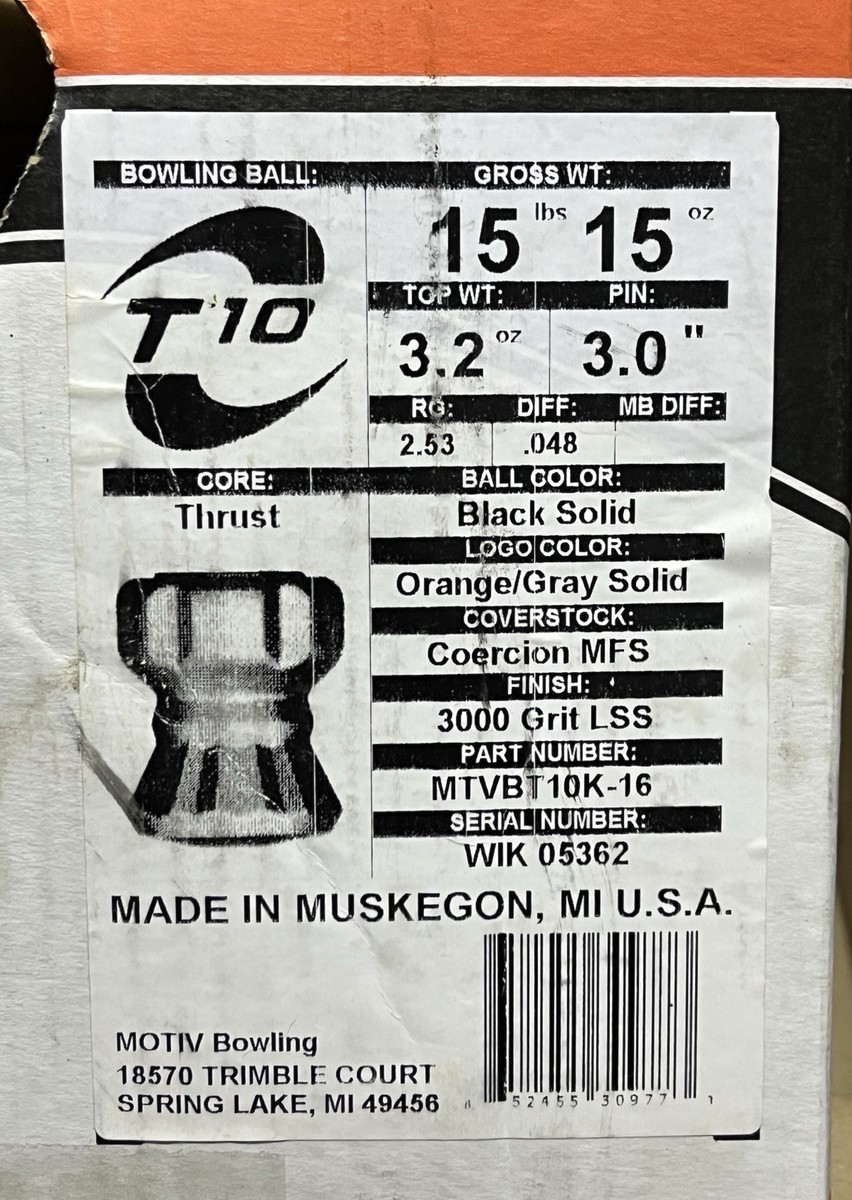 BOWLING BALL: GROSS WT:
15 lbs 15 oz
T10
TOP WT: PIN:
3.2 oz 3.0 "
RG: DIFF: MB DIFF:
2.53 .048
CORE: BALL COLOR:
Thrust Black Solid
LOGO COLOR:
Orange/Gray Solid
COVERSTOCK:
Coercion MFS
FINISH:
3000 Grit LSS
PART NUMBER:
MTVBT10K-16
SERIAL NUMBER:
WIK 05362
MADE IN MUSKEGON, MI U.S.A.
MOTIV Bowling
18570 TRIMBLE COURT
SPRING LAKE, MI 49456
52455 30977 1